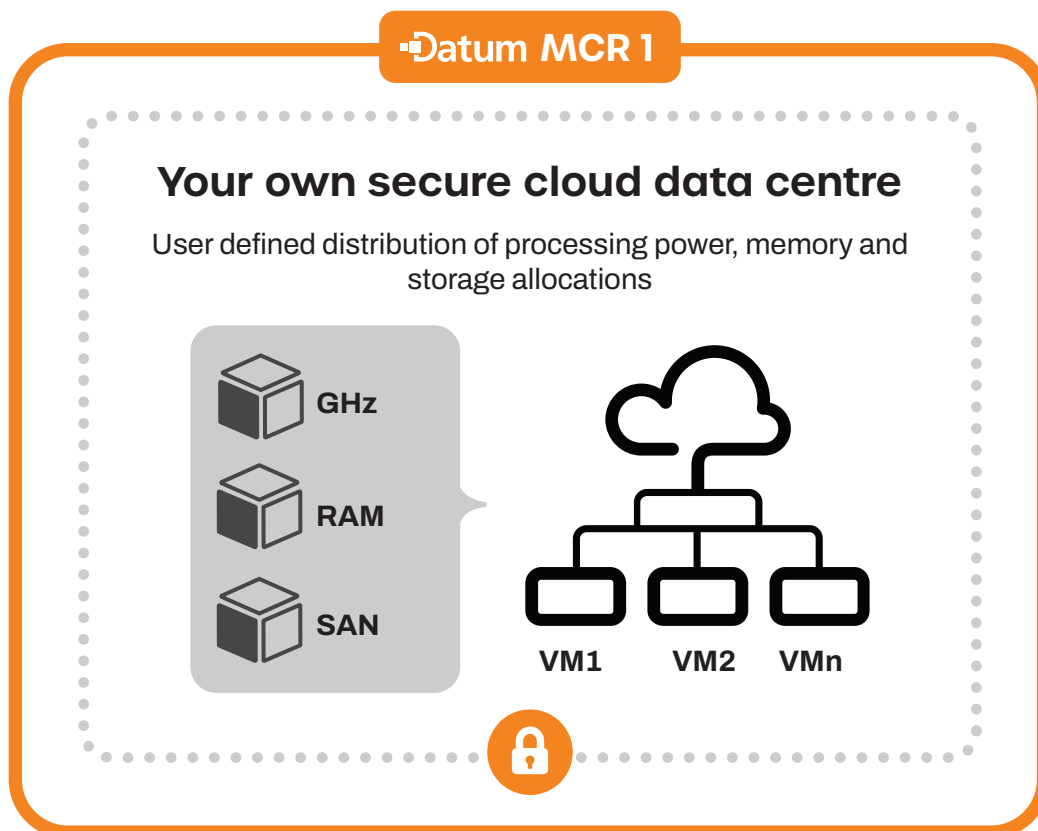 Datum MCR 1
Your own secure cloud data centre
User defined distribution of processing power, memory and
storage allocations
GHz
RAM
SAN
VM1 VM2 VMn